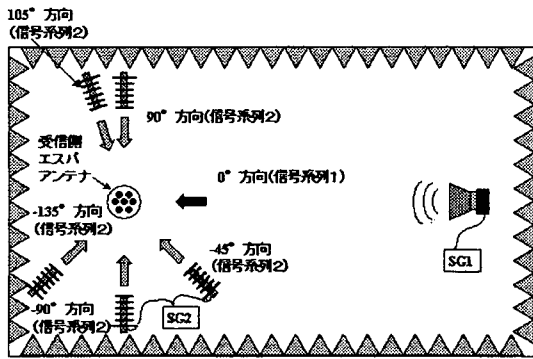 105° 方向
(信号系列2)
90° 方向(信号系列2)
受信側
エスパ
アンテナ
0° 方向(信号系列1)
-135° 方向
(信号系列2)
-45° 方向
(信号系列2)
SG1
-90° 方向
(信号系列2)
SG2